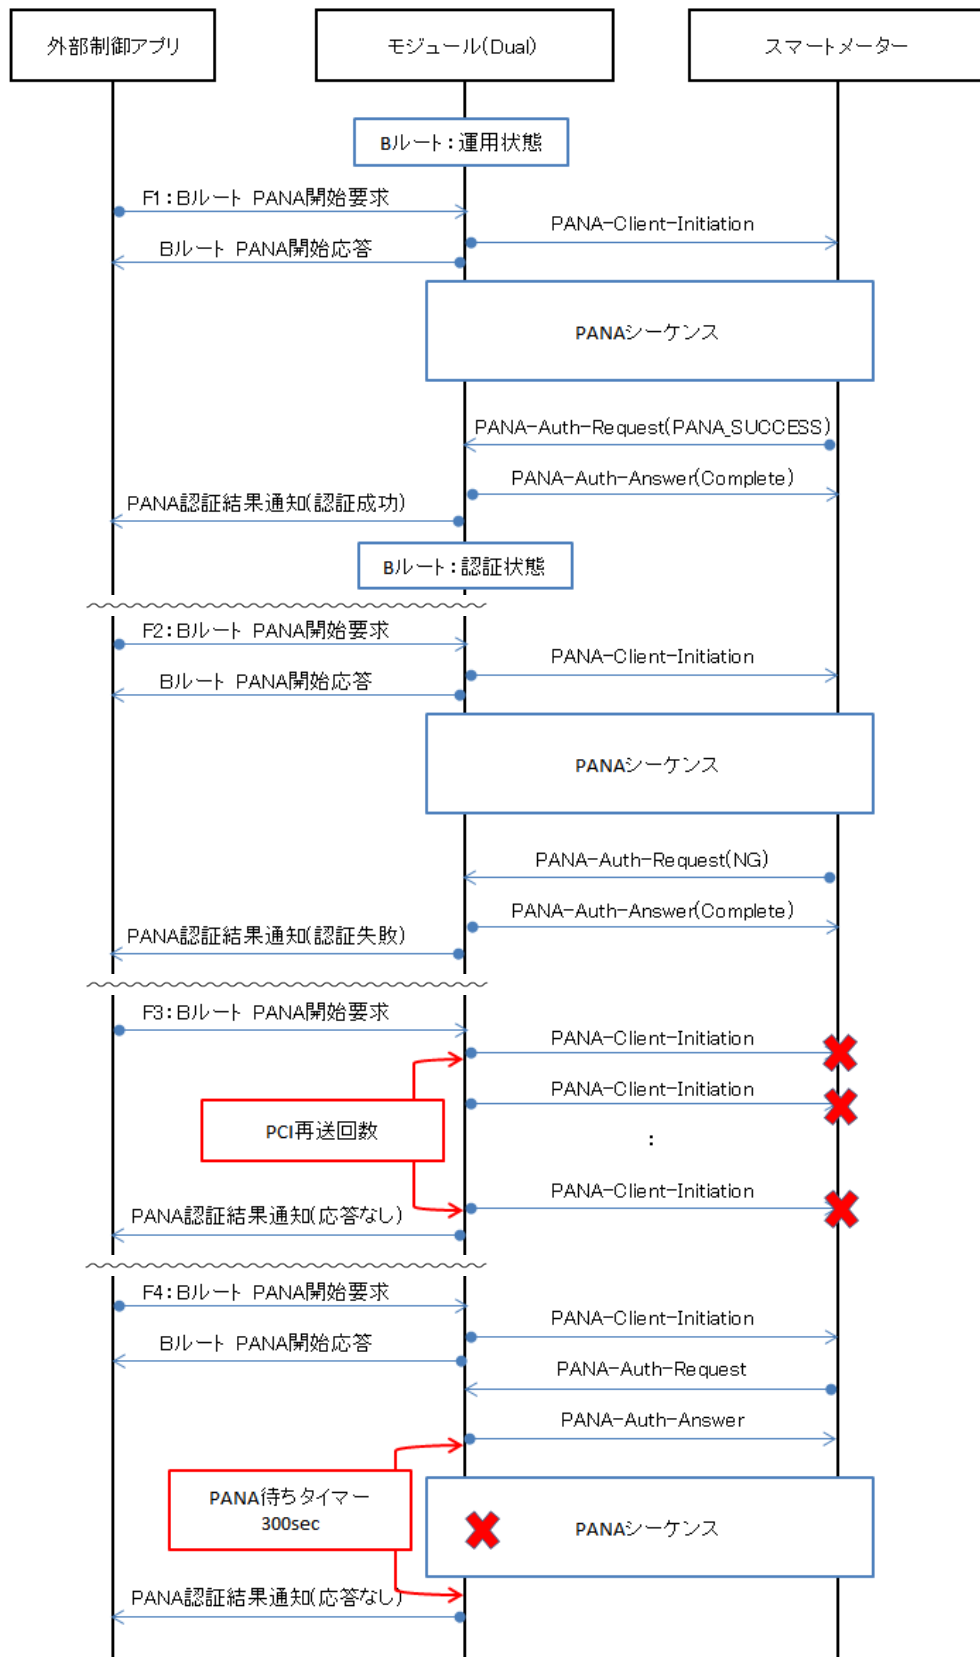 外部制御アプリ
モジュール(Dual)
スマートメーター
Bルート：運用状態
F1：Bルート PANA開始要求
PANA-Client-Initiation
Bルート PANA開始応答
PANAシーケンス
PANA-Auth-Request(PANA_SUCCESS)
PANA-Auth-Answer(Complete)
PANA認証結果通知(認証成功)
Bルート：認証状態
F2：Bルート PANA開始要求
PANA-Client-Initiation
Bルート PANA開始応答
PANAシーケンス
PANA-Auth-Request(NG)
PANA-Auth-Answer(Complete)
PANA認証結果通知(認証失敗)
F3：Bルート PANA開始要求
PANA-Client-Initiation
PANA-Client-Initiation
PCI再送回数
：
PANA-Client-Initiation
PANA認証結果通知(応答なし)
F4：Bルート PANA開始要求
PANA-Client-Initiation
Bルート PANA開始応答
PANA-Auth-Request
PANA-Auth-Answer
PANA待ちタイマー
300sec
PANAシーケンス
PANA認証結果通知(応答なし)